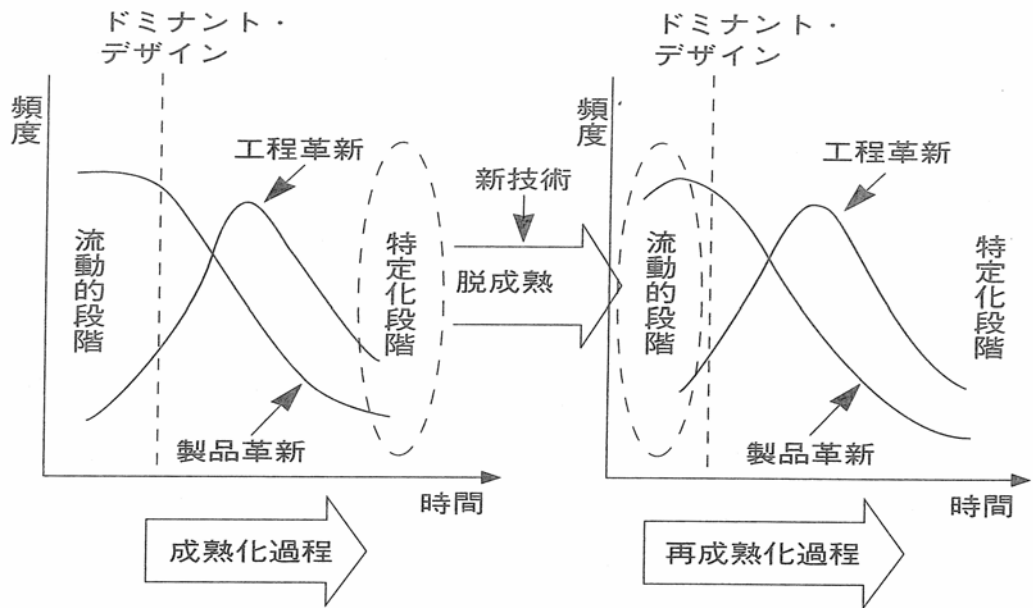 ドミナント・
デザイン
頻度
工程革新
流動的段階
特定化段階
製品革新
時間
成熟化過程
新技術
脱成熟
ドミナント・
デザイン
頻度
工程革新
流動的段階
特定化段階
製品革新
時間
再成熟化過程